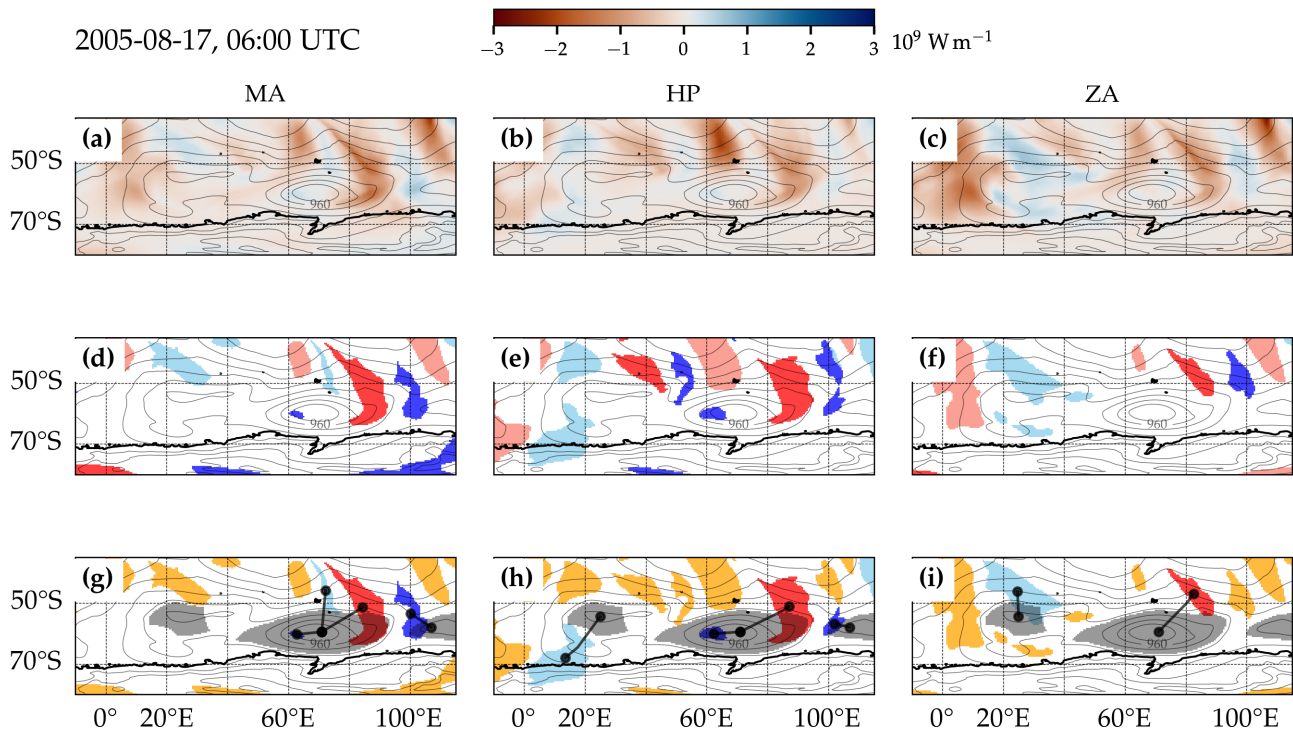 2005-08-17, 06:00 UTC
−3 −2 −1 0 1 2 3 10⁹ W m⁻¹
MA HP ZA
(a) (b) (c)
50°S
70°S
960 960 960
(d) (e) (f)
50°S
70°S
960 960 960
(g) (h) (i)
50°S
70°S
960 960 960
0° 20°E 60°E 100°E 0° 20°E 60°E 100°E 0° 20°E 60°E 100°E